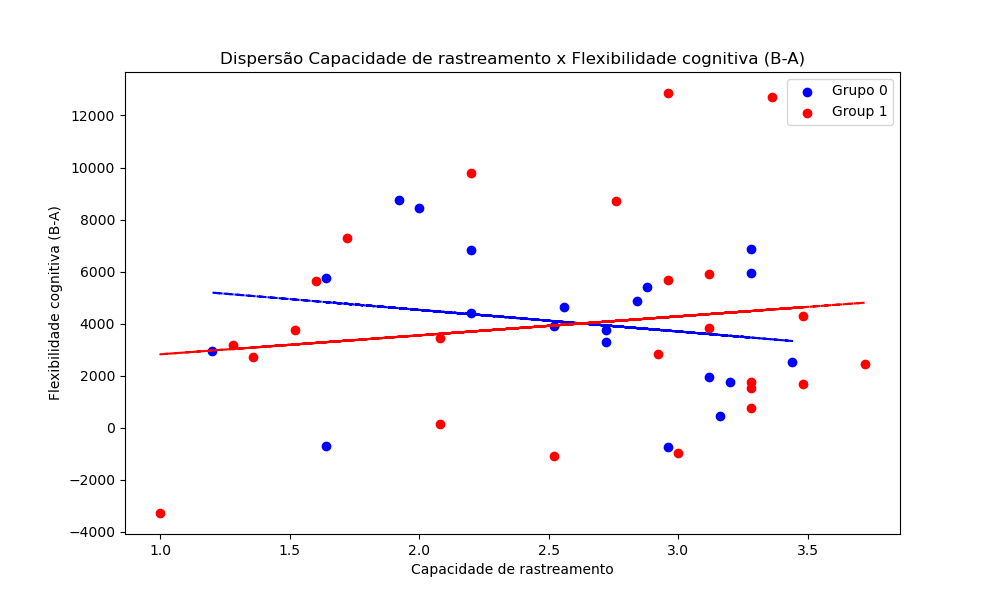 Dispersão Capacidade de rastreamento x Flexibilidade cognitiva (B-A)
Grupo 0
Group 1
12000
10000
8000
6000
4000
2000
0
−2000
−4000
Flexibilidade cognitiva (B-A)
1.0 1.5 2.0 2.5 3.0 3.5
Capacidade de rastreamento